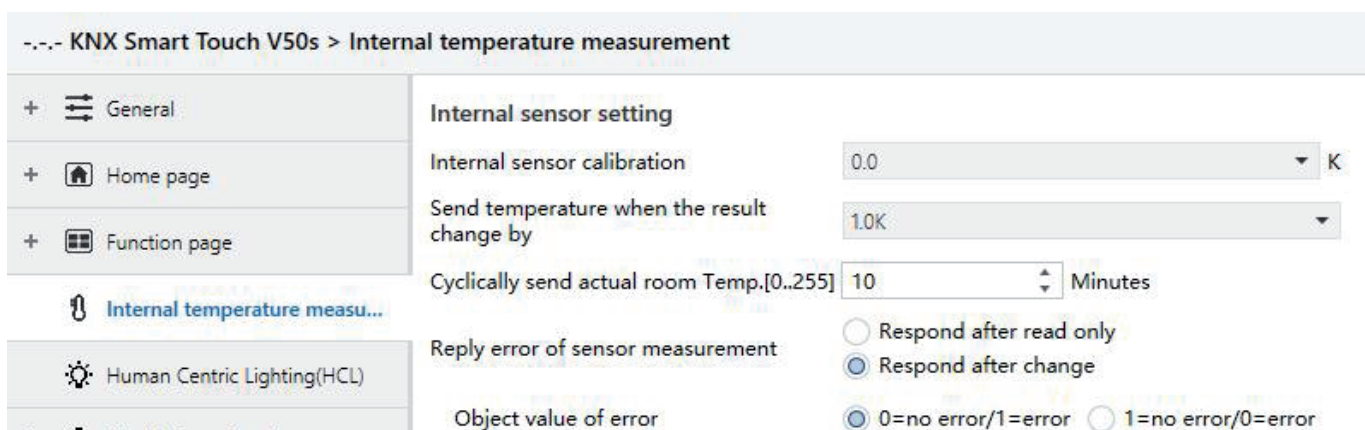 -.-.- KNX Smart Touch V50s > Internal temperature measurement
+ General
+ Home page
+ Function page
Internal temperature measu...
Human Centric Lighting(HCL)
Internal sensor setting
Internal sensor calibration 0.0 K
Send temperature when the result
change by 1.0K
Cyclically send actual room Temp.[0..255] 10 Minutes
Reply error of sensor measurement
Respond after read only
Respond after change
Object value of error 0=no error/1=error 1=no error/0=error